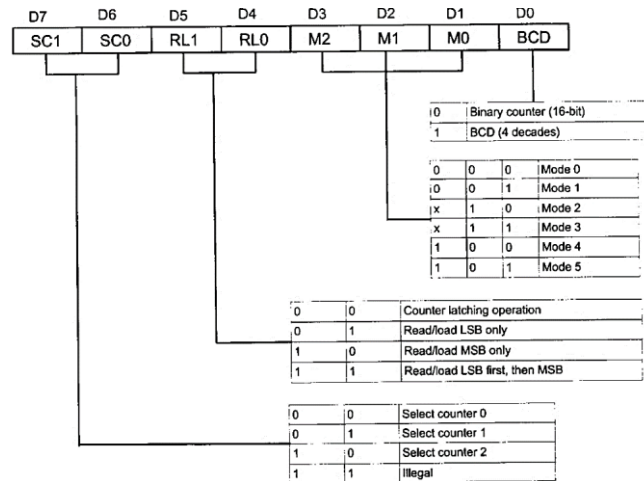 D7 D6 D5 D4 D3 D2 D1 D0
SC1 SC0 RL1 RL0 M2 M1 M0 BCD
0 Binary counter (16-bit)
1 BCD (4 decades)
0 0 0 Mode 0
0 0 1 Mode 1
x 1 0 Mode 2
x 1 1 Mode 3
1 0 0 Mode 4
1 0 1 Mode 5
0 0 Counter latching operation
0 1 Read/load LSB only
1 0 Read/load MSB only
1 1 Read/load LSB first, then MSB
0 0 Select counter 0
0 1 Select counter 1
1 0 Select counter 2
1 1 Illegal